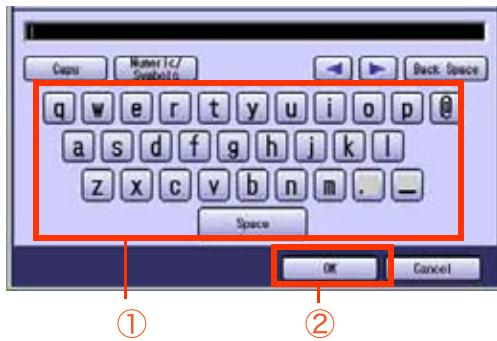 Caps Numeric/ Symbols Back Space
q w e r t y u i o p @
a s d f g h j k l
z x c v b n m . _
Space
OK Cancel
① ②